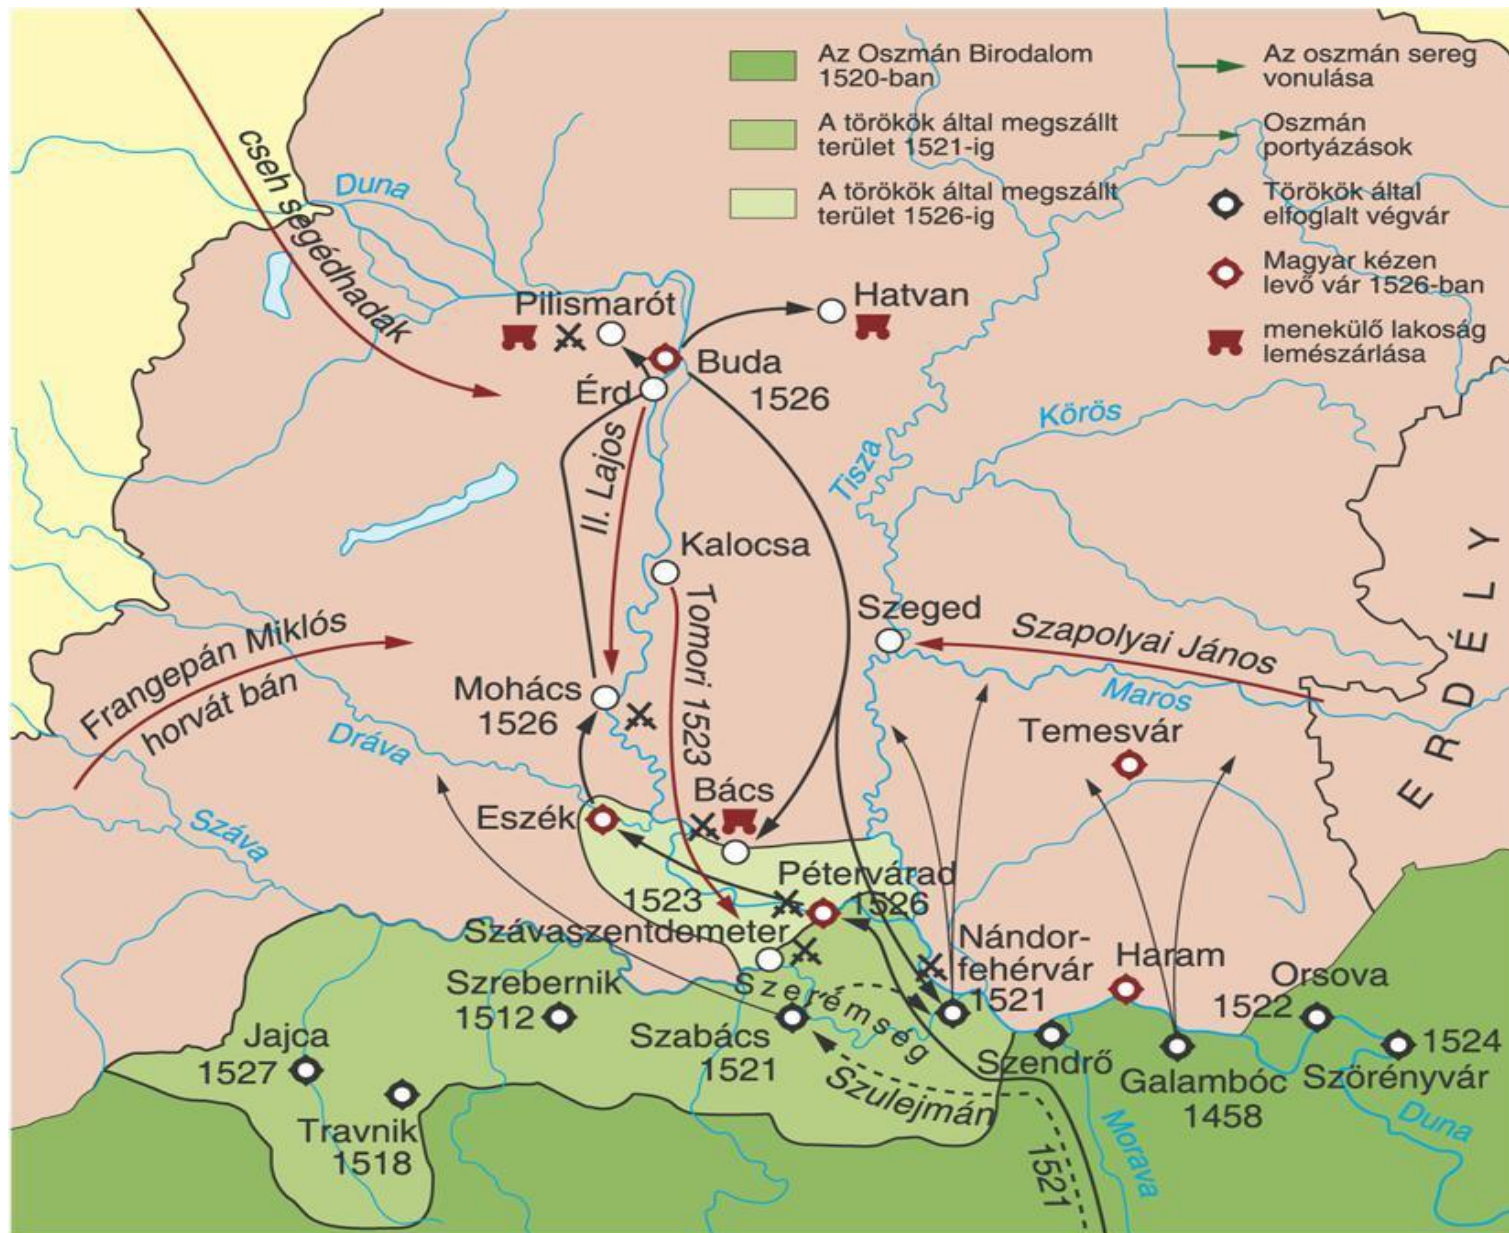 Az Oszmán Birodalom
1520-ban
A törökök által megszállt
terület 1521-ig
A törökök által megszállt
terület 1526-ig
Az oszmán sereg
vonulása
Oszmán
portyázások
Törökök által
elfoglalt végvár
Magyar kézen
levő vár 1526-ban
menekülő lakoság
lemészárlása
cseh segédhadak
Duna
Pilismarót
Hatvan
Buda
1526
Érd
II. Lajos
Tisza
Körös
Kalocsa
Tomori 1523
Szeged
Szapolyai János
Maros
ERDÉLY
Frangepán Miklós
horvát bán
Mohács
1526
Dráva
Temesvár
Száva
Eszék
Bács
Pétervárad
1526
1523
Szávaszentdemeter
Szerémség
Nándor-
fehérvár
1521
Haram
Orsova
1522
Szrebernik
1512
Szabács
1521
Jajca
1527
Szendrő
Galambóc
1458
1524
Szörényvár
Szulejmán
1521
Travnik
1518
Morava
Duna